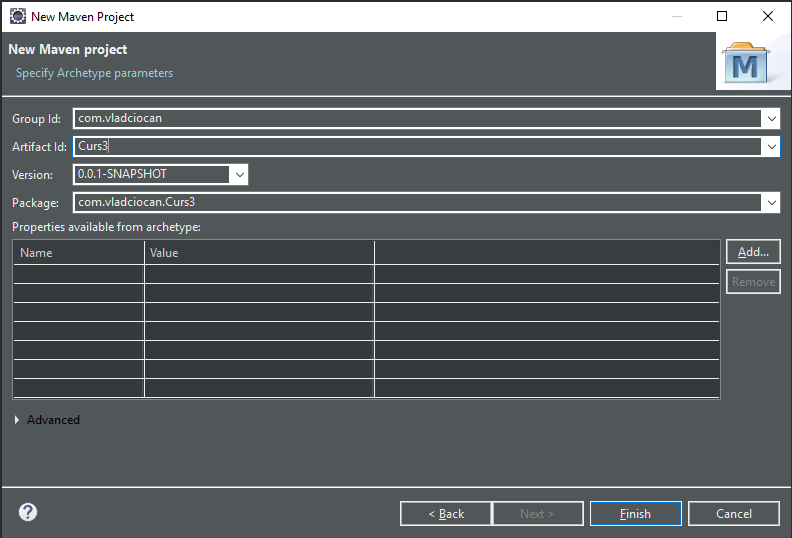 New Maven Project
New Maven project
Specify Archetype parameters
M
Group Id: com.vladciocan
Artifact Id: Curs3
Version: 0.0.1-SNAPSHOT
Package: com.vladciocan.Curs3
Properties available from archetype:
Name Value
Add...
Remove
Advanced
? < Back Next > Finish Cancel